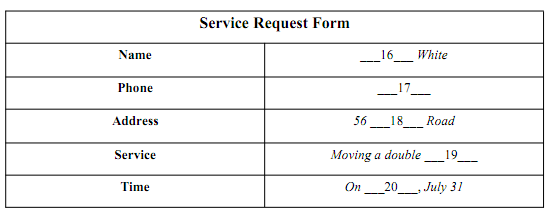 Service Request Form
Name ___16___ White
Phone ___17___
Address 56 ___18___ Road
Service Moving a double ___19___
Time On ___20___, July 31